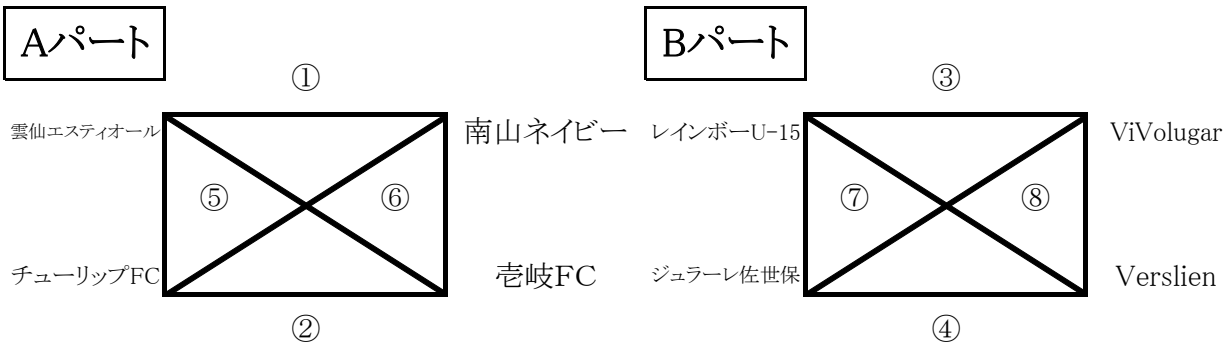 Aパート
①
雲仙エスティオール
南山ネイビー
⑤
⑥
チューリップFC
壱岐FC
②
Bパート
③
レインボーU-15
ViVolugar
⑦
⑧
ジュラーレ佐世保
Verslien
④